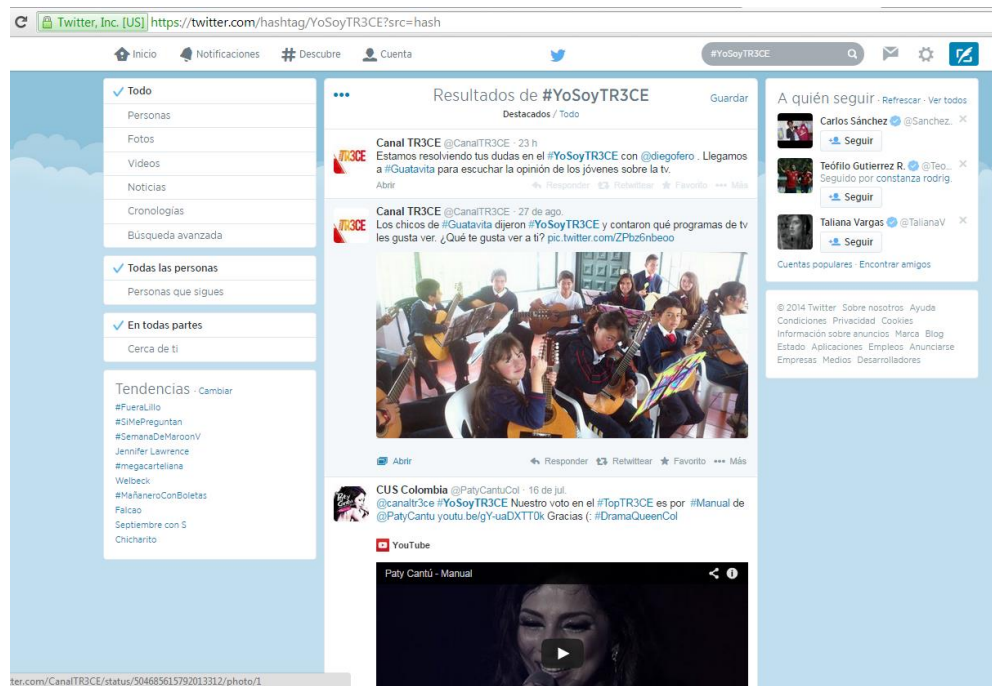 Twitter, Inc. [US] https://twitter.com/hashtag/YoSoyTR3CE?src=hash
Inicio Notificaciones Descubre Cuenta #YoSoyTR3CE
Todo
Personas
Fotos
Videos
Noticias
Cronologías
Búsqueda avanzada
Todas las personas
Personas que sigues
En todas partes
Cerca de ti
Tendencias · Cambiar
#FueraLillo
#SiMePreguntan
#SemanaDeMaroonV
Jennifer Lawrence
#megacarteliana
Welbeck
#MañaneroConBoletas
Falcao
Septiembre con S
Chicharito
Resultados de #YoSoyTR3CE Guardar
Destacados / Todo
Canal TR3CE @CanalTR3CE · 23 h
Estamos resolviendo tus dudas en el #YoSoyTR3CE con @diegofero . Llegamos
a #Guatavita para escuchar la opinión de los jóvenes sobre la tv.
Abrir Responder Retwittear Favorito Más
Canal TR3CE @CanalTR3CE · 27 de ago.
Los chicos de #Guatavita dijeron #YoSoyTR3CE y contaron qué programas de tv
les gusta ver. ¿Qué te gusta ver a ti? pic.twitter.com/ZPbz6nbeoo
Abrir Responder Retwittear Favorito Más
CUS Colombia @PatyCantuCol · 16 de jul.
@canaltr3ce #YoSoyTR3CE Nuestro voto en el #TopTR3CE es por #Manual de
@PatyCantu youtu.be/gY-uaDXTT0k Gracias (: #DramaQueenCol
YouTube
Paty Cantú - Manual
A quién seguir · Refrescar · Ver todos
Carlos Sánchez @Sanchez..
Seguir
Teófilo Gutierrez R. @Teo..
Seguido por constanza rodrig.
Seguir
Taliana Vargas @TalianaV
Seguir
Cuentas populares · Encontrar amigos
© 2014 Twitter Sobre nosotros Ayuda
Condiciones Privacidad Cookies
Información sobre anuncios Marca Blog
Estado Aplicaciones Empleos Anunciarse
Empresas Medios Desarrolladores
ter.com/CanalTR3CE/status/504685615792013312/photo/1